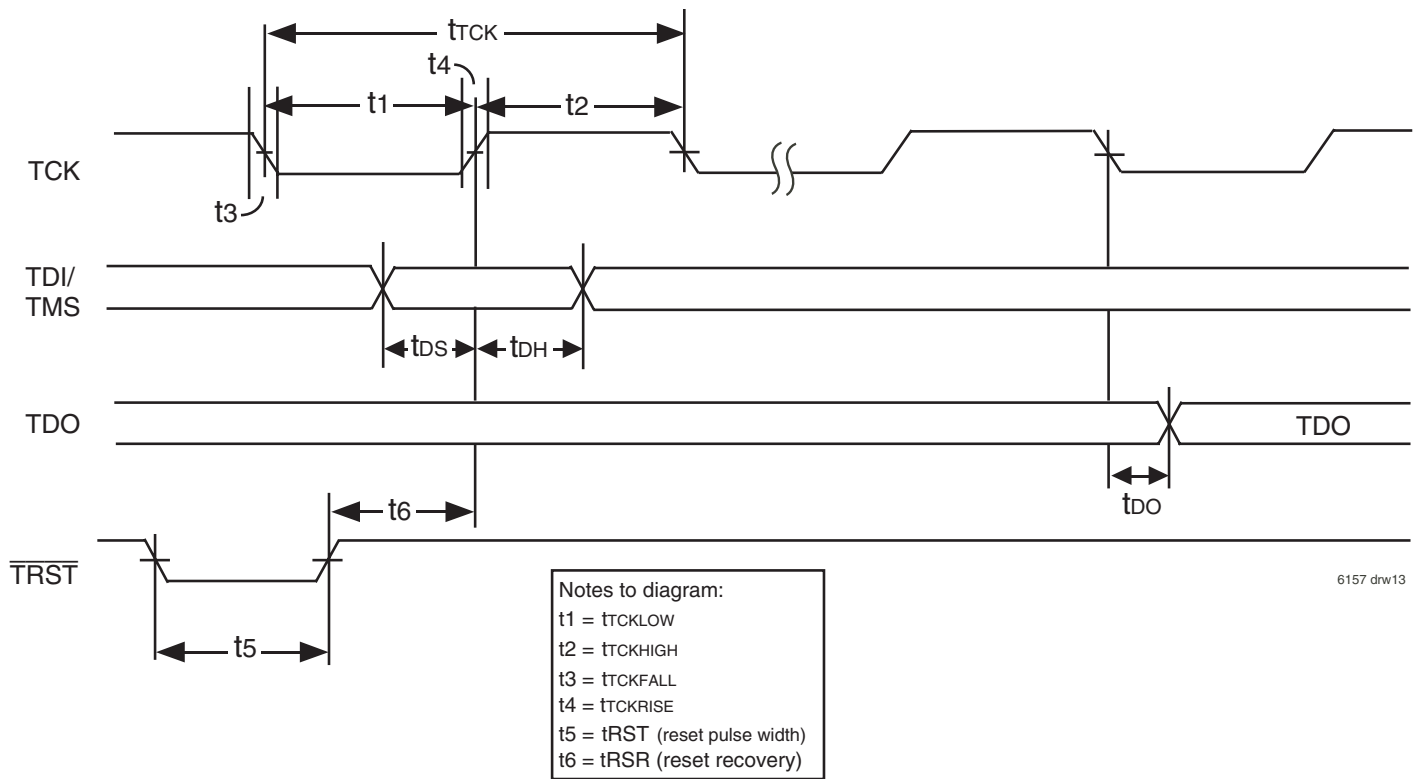 tTCK
t4
t1
t2
TCK
t3
TDI/
TMS
tDS
tDH
TDO
TDO
t6
tDO
TRST
6157 drw13
t5
Notes to diagram:
t1 = tTCKLOW
t2 = tTCKHIGH
t3 = tTCKFALL
t4 = tTCKRISE
t5 = tRST (reset pulse width)
t6 = tRSR (reset recovery)